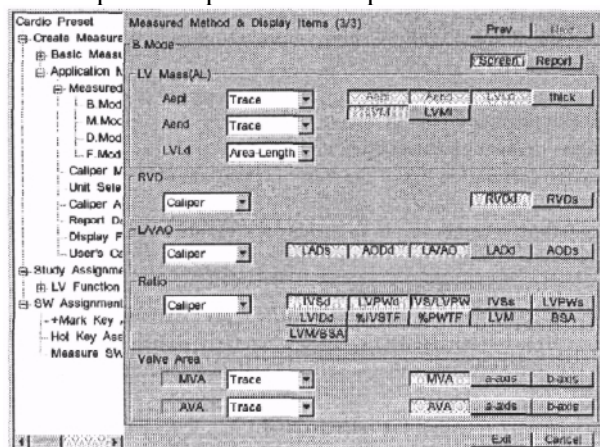 Cardio Preset
Measured Method & Display Items (3/3)
Prev
Next
Create Measure
Basic Measu
Application M
Measured
B.Mod
M.Mod
D.Mod
F.Mod
Caliper M
Unit Sele
Caliper A
Report Da
Display F
User's Ca
Study Assignme
LV Function
SW Assignment
+Mark Key
Hot Key Ass
Measure SW
B.Mode
Screen Report
LV Mass(AL)
Aepi Trace Aepi Aend LVLd thick
LVM LVMI
Aend Trace
LVLd Area-Length
RVD
Caliper RVDd RVDs
LA/AO
Caliper LADs AODd LA/AO LADd AODs
Ratio
Caliper IVSd LVPWd IVS/LVPW IVSs LVPWs
LVIDd %IVSTF %PWTF LVM BSA
LVM/BSA
Valve Area
MVA Trace MVA a-axis b-axis
AVA Trace AVA a-axis b-axis
Exit Cancel